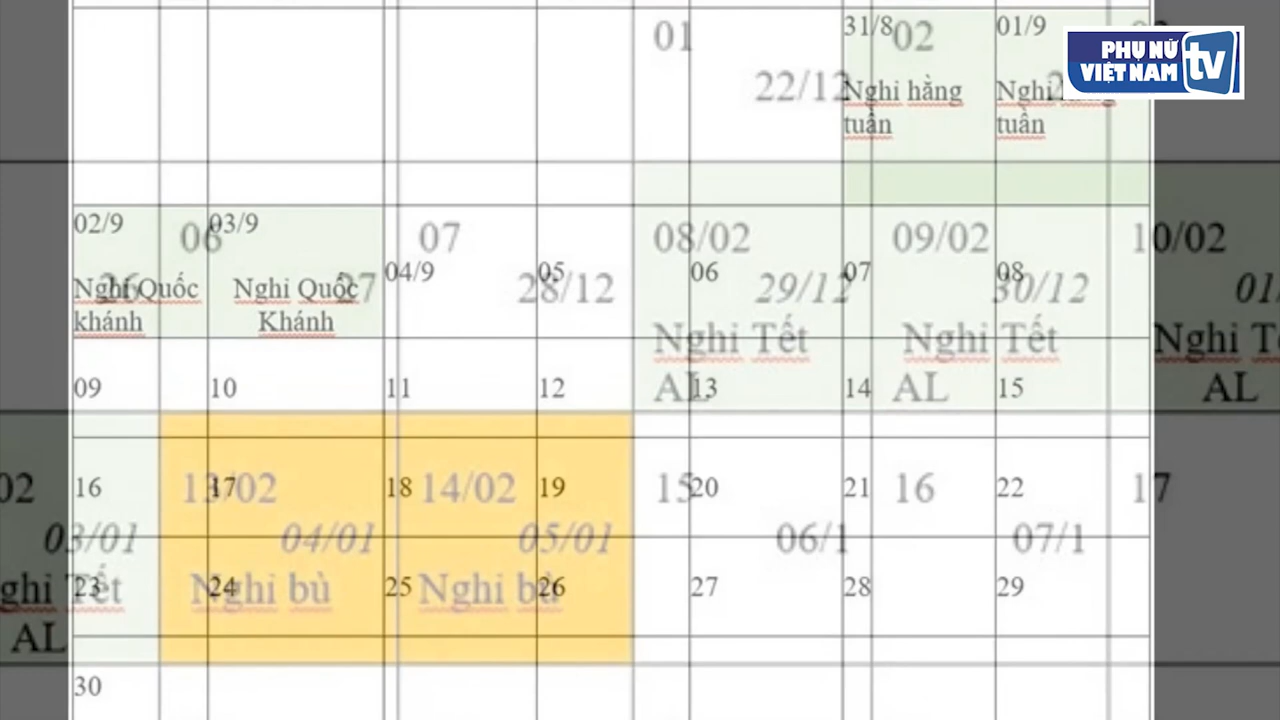 PHỤ NỮ
VIỆT NAM tv
01
22/12
02
31/8
01/9
Nghỉ hằng
tuần
Nghỉ
tuần
02/9
03/9
04/9
05
06
07
08
Nghỉ Quốc
khánh
Nghỉ Quốc
Khánh
06
26
27
07
28/12
08/02
29/12
Nghỉ Tết
AL
09/02
30/12
Nghỉ Tết
AL
10/02
Nghỉ
AL
09
10
11
12
13
14
15
03/01
Tết
AL
13/02
04/01
Nghỉ bù
14/02
05/01
Nghỉ bù
15
06/1
16
07/1
17
16
17
18
19
20
21
22
23
24
25
26
27
28
29
30